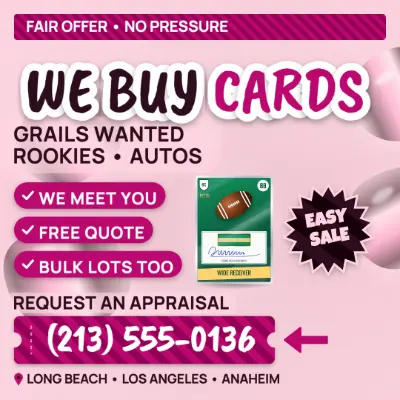 FAIR OFFER • NO PRESSURE
WE BUY CARDS
GRAILS WANTED
ROOKIES • AUTOS
WE MEET YOU
FREE QUOTE
BULK LOTS TOO
88
WIDE RECEIVER
EASY
SALE
REQUEST AN APPRAISAL
(213) 555-0136
LONG BEACH • LOS ANGELES • ANAHEIM